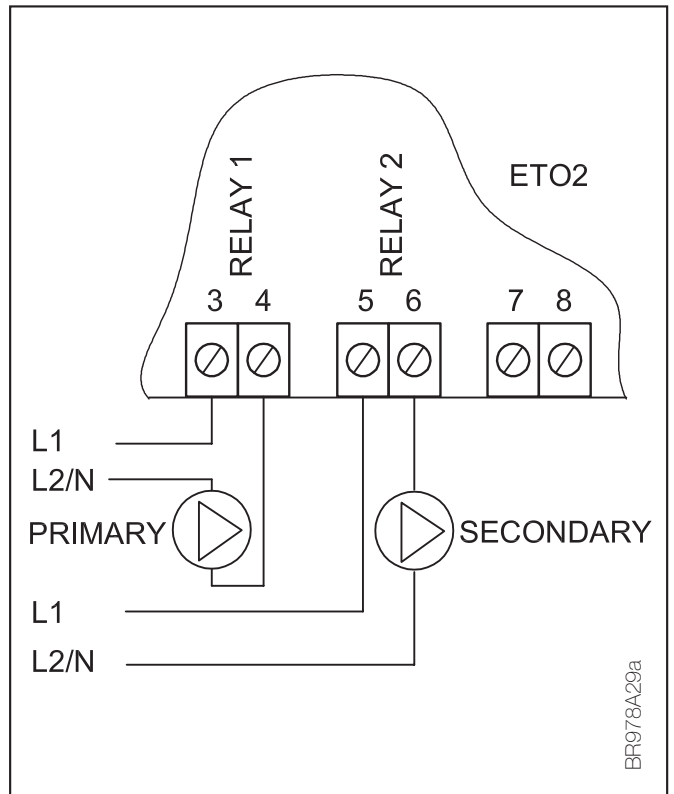 RELAY 1
RELAY 2
ETO2
3 4 5 6 7 8
L1
L2/N
PRIMARY
SECONDARY
L1
L2/N
BR978A29a